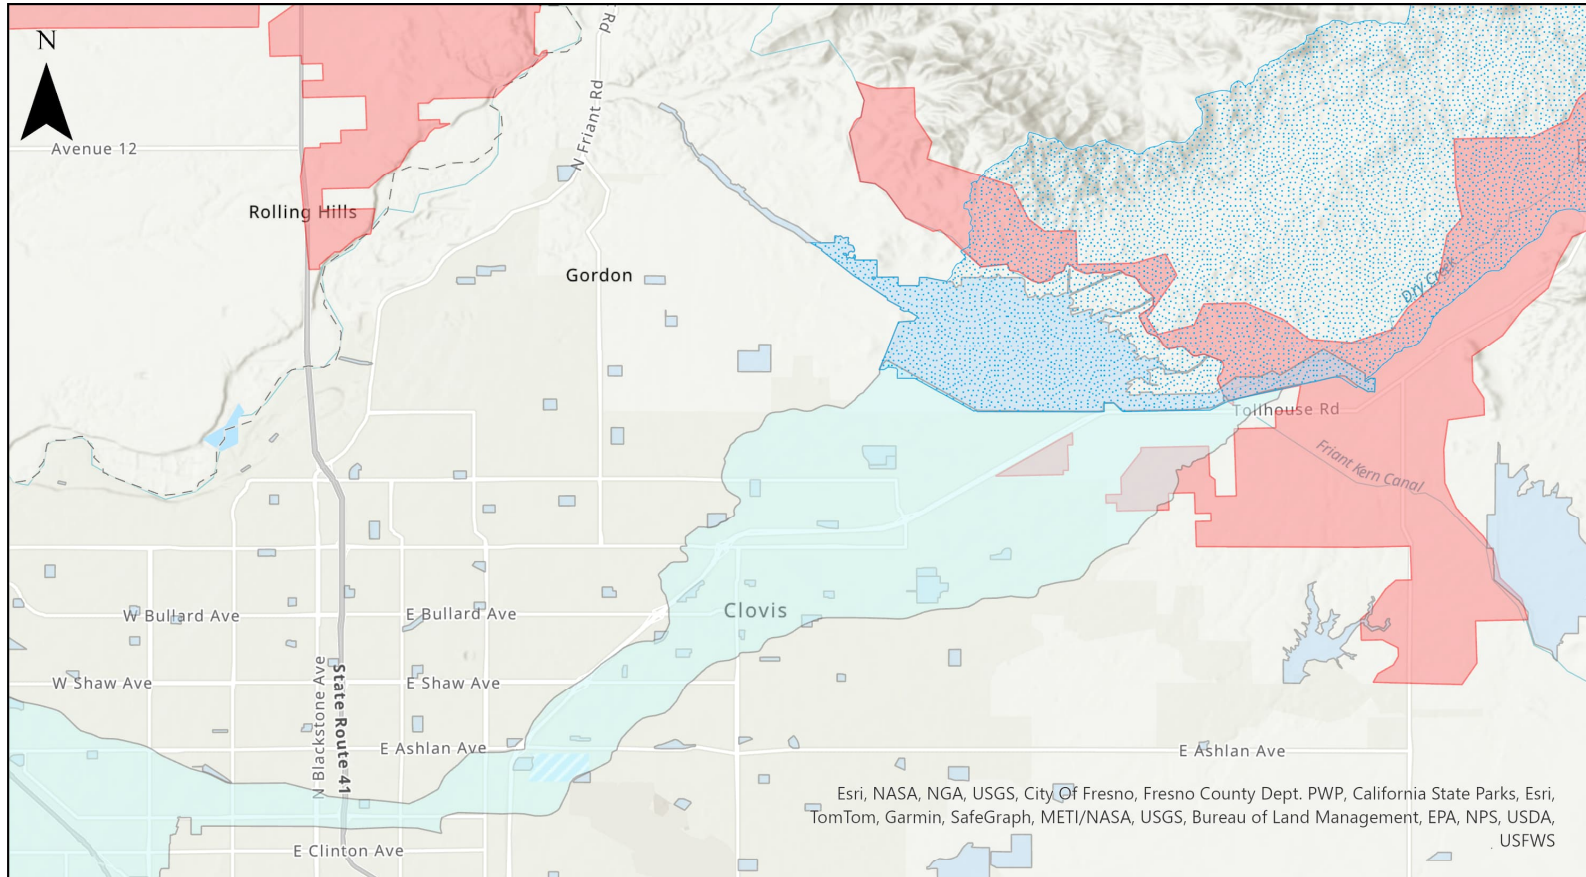 N
Rd
N Friant Rd
Avenue 12
Rolling Hills
Gordon
Dry Creek
Tollhouse Rd
Friant Kern Canal
Clovis
W Bullard Ave
E Bullard Ave
W Shaw Ave
E Shaw Ave
N Blackstone Ave
State Route 41
E Ashlan Ave
E Ashlan Ave
E Clinton Ave
Esri, NASA, NGA, USGS, City Of Fresno, Fresno County Dept. PWP, California State Parks, Esri,
TomTom, Garmin, SafeGraph, METI/NASA, USGS, Bureau of Land Management, EPA, NPS, USDA,
USFWS